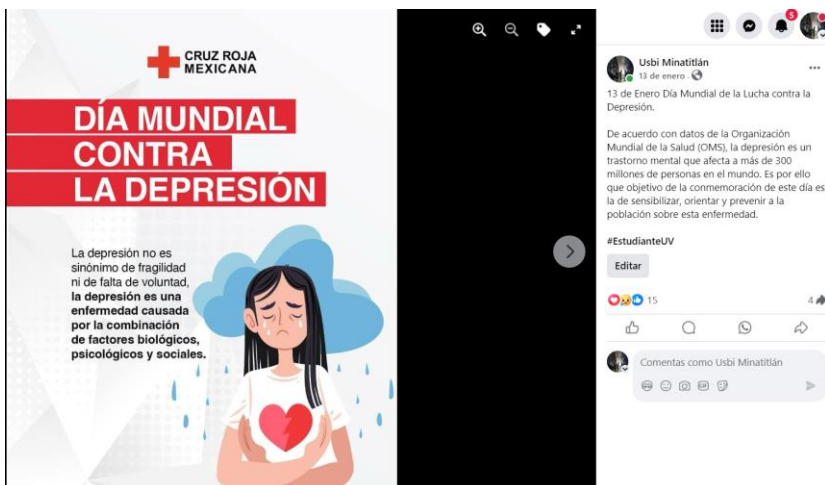 CRUZ ROJA
MEXICANA
DÍA MUNDIAL
CONTRA
LA DEPRESIÓN
La depresión no es
sinónimo de fragilidad
ni de falta de voluntad,
la depresión es una
enfermedad causada
por la combinación
de factores biológicos,
psicológicos y sociales.
5
Usbi Minatitlán
13 de enero ·
13 de Enero Día Mundial de la Lucha contra la
Depresión.
De acuerdo con datos de la Organización
Mundial de la Salud (OMS), la depresión es un
trastorno mental que afecta a más de 300
millones de personas en el mundo. Es por ello
que objetivo de la conmemoración de este día es
la de sensibilizar, orientar y prevenir a la
población sobre esta enfermedad.
#EstudianteUV
Editar
15
4
Comentas como Usbi Minatitlán
GIF